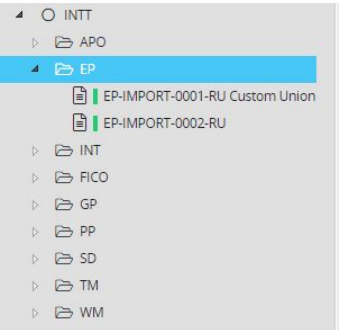 INTT
APO
EP
EP-IMPORT-0001-RU Custom Union
EP-IMPORT-0002-RU
INT
FICO
GP
PP
SD
TM
WM